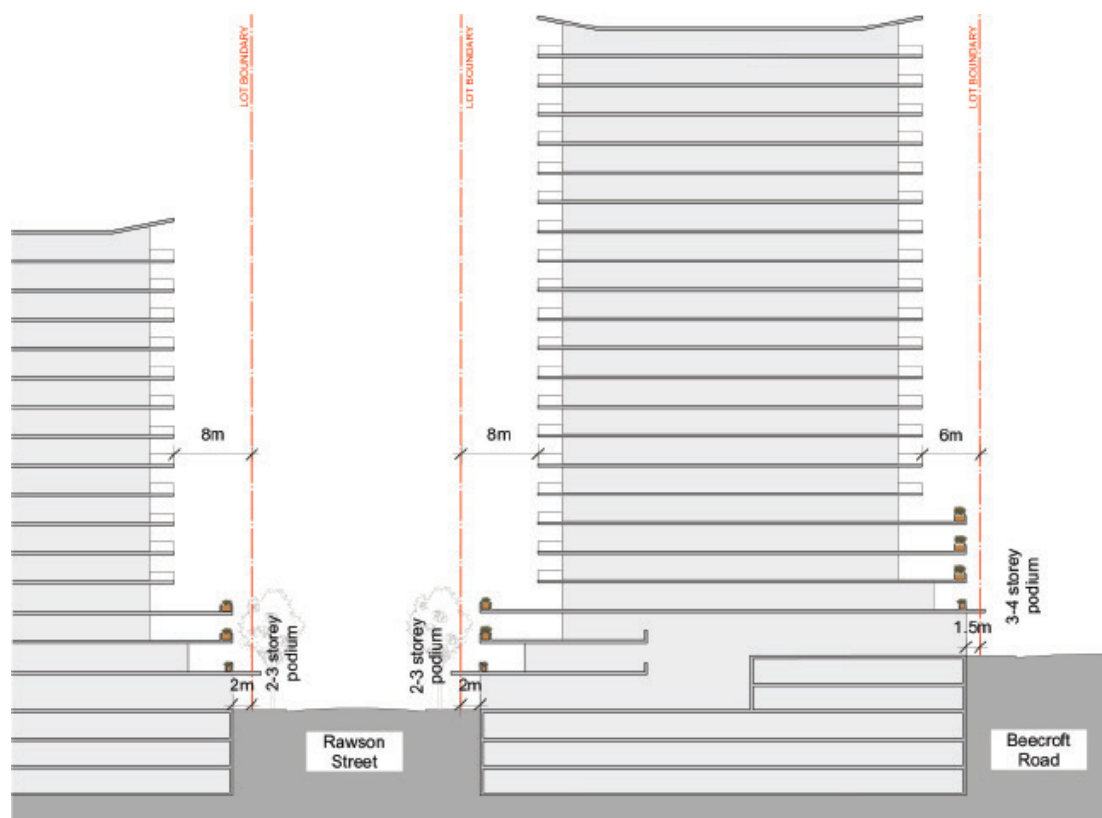 LOT BOUNDARY
LOT BOUNDARY
LOT BOUNDARY
8m
8m
6m
2-3 storey
podium
2m
2-3 storey
podium
2m
3-4 storey
podium
1.5m
Rawson
Street
Beecroft
Road